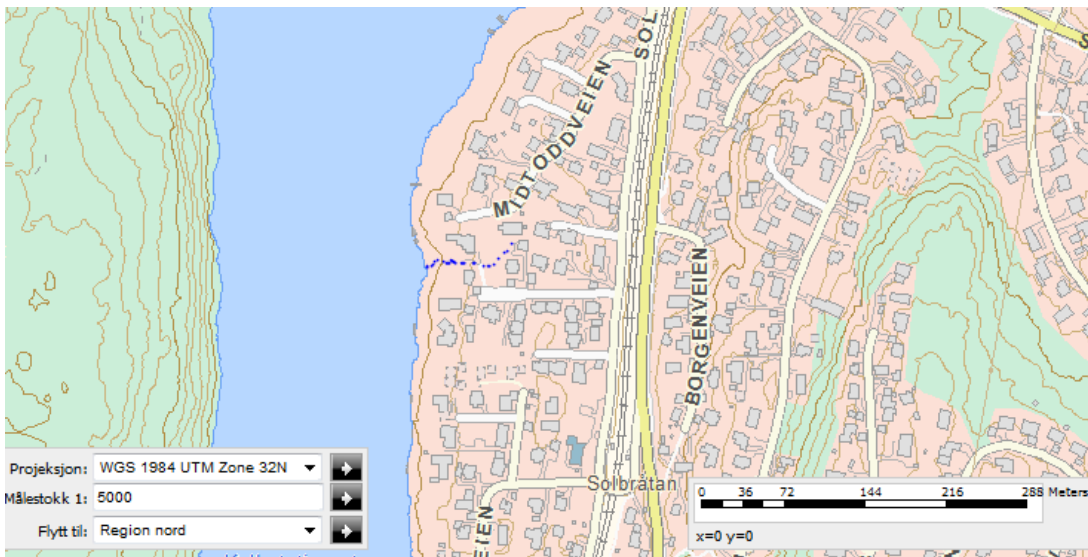 SOL
MIDTODDVEIEN
BORGENVEIEN
Solbråtan
EIEN
Projeksjon: WGS 1984 UTM Zone 32N
Målestokk 1: 5000
Flytt til: Region nord
0 36 72 144 216 288 Meters
x=0 y=0